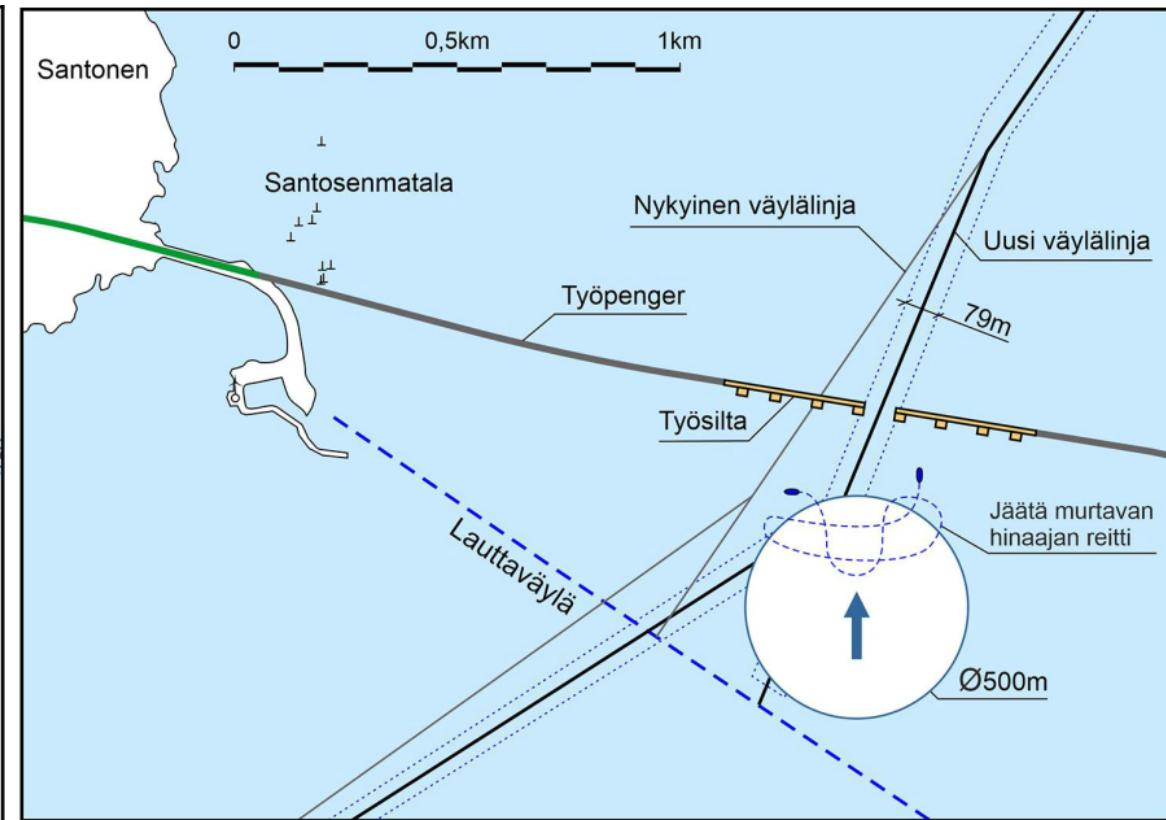 0 0,5km 1km
Santonen
Santosenmatala
Nykyinen väylälinja
Uusi väylälinja
Työpenger
79m
Työsilta
Jäätä murtavan
hinaajan reitti
Lauttaväylä
Ø500m